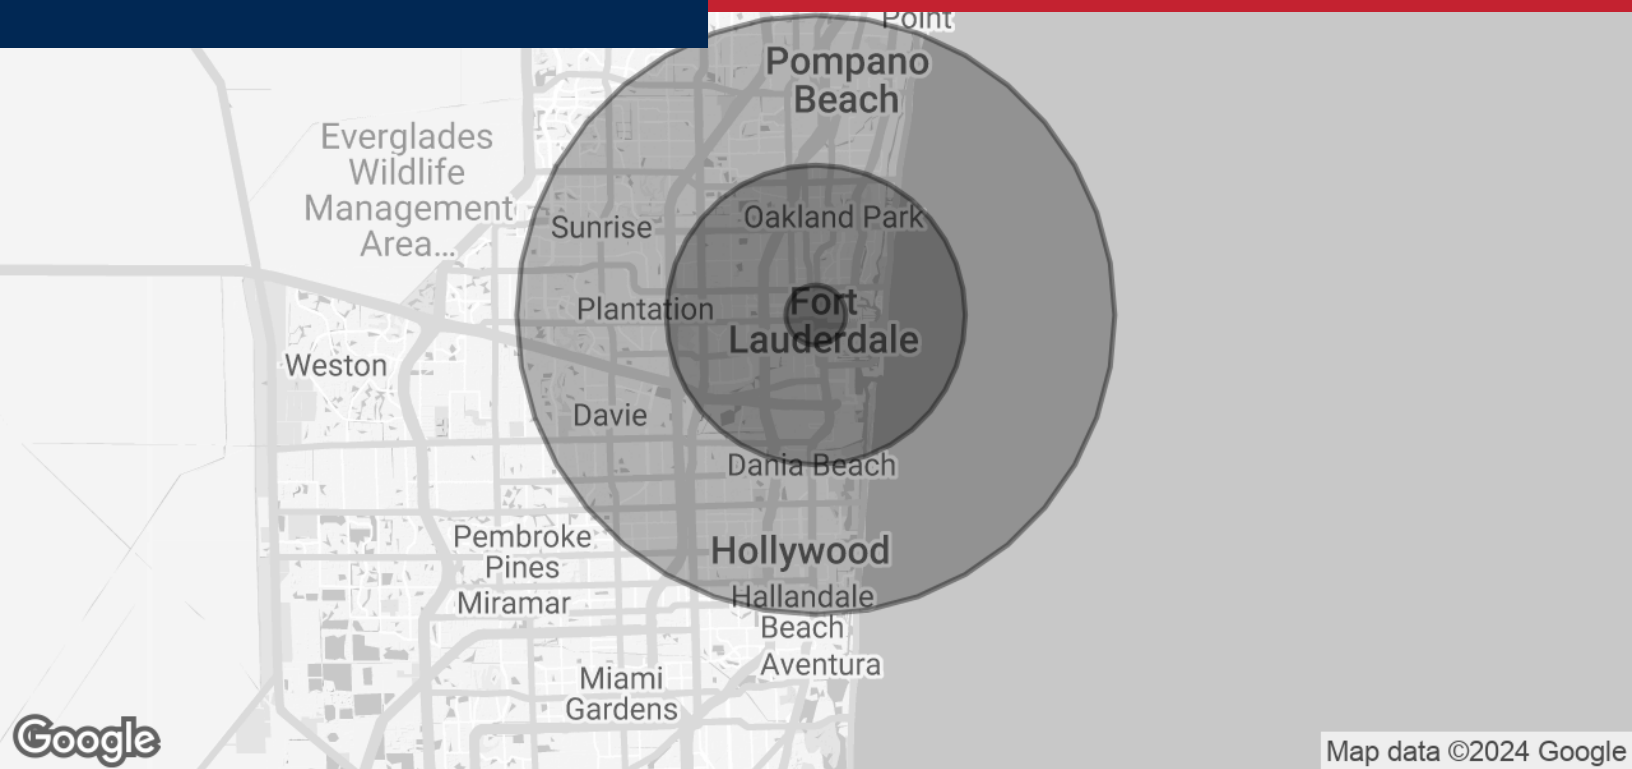 Point
Pompano
Beach
Everglades
Wildlife
Management
Area...
Sunrise
Oakland Park
Plantation
Fort
Lauderdale
Weston
Davie
Dania Beach
Pembroke
Pines
Hollywood
Miramar
Hallandale
Beach
Aventura
Miami
Gardens
Google
Map data ©2024 Google